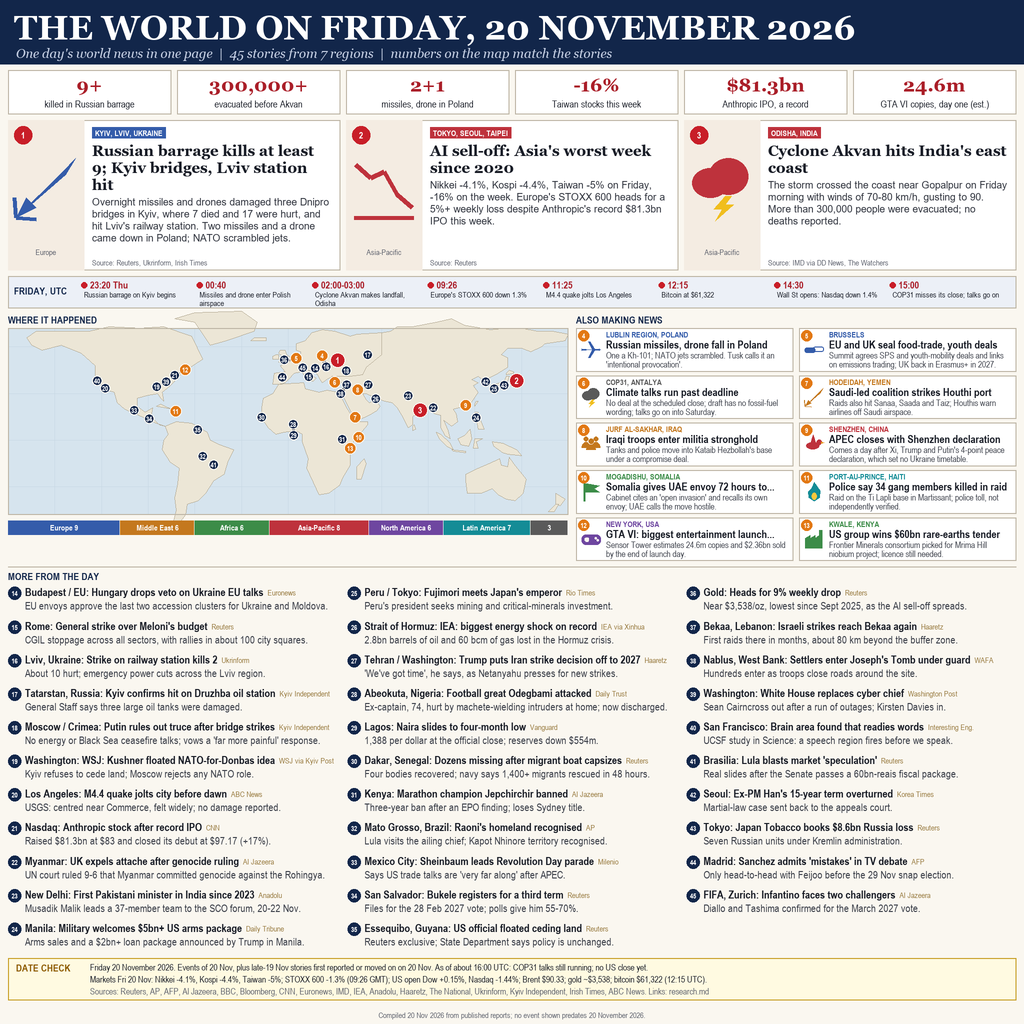 THE WORLD ON FRIDAY, 20 NOVEMBER 2026
One day's world news in one page | 45 stories from 7 regions | numbers on the map match the stories
9+
killed in Russian barrage
300,000+
evacuated before Akvan
2+1
missiles, drone in Poland
-16%
Taiwan stocks this week
$81.3bn
Anthropic IPO, a record
24.6m
GTA VI copies, day one (est.)
1
Europe
KYIV, LVIV, UKRAINE
Russian barrage kills at least
9; Kyiv bridges, Lviv station
hit
Overnight missiles and drones damaged three Dnipro
bridges in Kyiv, where 7 died and 17 were hurt, and
hit Lviv's railway station. Two missiles and a drone
came down in Poland; NATO scrambled jets.
Source: Reuters, Ukrinform, Irish Times
2
Asia-Pacific
TOKYO, SEOUL, TAIPEI
AI sell-off: Asia's worst week
since 2020
Nikkei -4.1%, Kospi -4.4%, Taiwan -5% on Friday,
-16% on the week. Europe's STOXX 600 heads for a
5%+ weekly loss despite Anthropic's record $81.3bn
IPO this week.
Source: Reuters
3
Asia-Pacific
ODISHA, INDIA
Cyclone Akvan hits India's east
coast
The storm crossed the coast near Gopalpur on Friday
morning with winds of 70-80 km/h, gusting to 90.
More than 300,000 people were evacuated; no
deaths reported.
Source: IMD via DD News, The Watchers
FRIDAY, UTC
23:20 Thu
Russian barrage on Kyiv begins
00:40
Missiles and drone enter Polish
airspace
02:00-03:00
Cyclone Akvan makes landfall,
Odisha
09:26
Europe's STOXX 600 down 1.3%
11:25
M4.4 quake jolts Los Angeles
12:15
Bitcoin at $61,322
14:30
Wall St opens: Nasdaq down 1.4%
15:00
COP31 misses its close; talks go on
WHERE IT HAPPENED
Europe 9
Middle East 6
Africa 6
Asia-Pacific 8
North America 6
Latin America 7
3
ALSO MAKING NEWS
4
LUBLIN REGION, POLAND
Russian missiles, drone fall in Poland
One a Kh-101; NATO jets scrambled. Tusk calls it an
'intentional provocation'.
5
BRUSSELS
EU and UK seal food-trade, youth deals
Summit agrees SPS and youth-mobility deals and links
on emissions trading; UK back in Erasmus+ in 2027.
6
COP31, ANTALYA
Climate talks run past deadline
No deal at the scheduled close; draft has no fossil-fuel
wording; talks go on into Saturday.
7
HODEIDAH, YEMEN
Saudi-led coalition strikes Houthi port
Raids also hit Sanaa, Saada and Taiz; Houthis warn
airlines off Saudi airspace.
8
JURF AL-SAKHAR, IRAQ
Iraqi troops enter militia stronghold
Tanks and police move into Kataib Hezbollah's base
under a compromise deal.
9
SHENZHEN, CHINA
APEC closes with Shenzhen declaration
Comes a day after Xi, Trump and Putin's 4-point peace
declaration, which set no Ukraine timetable.
10
MOGADISHU, SOMALIA
Somalia gives UAE envoy 72 hours to...
Cabinet cites an "open invasion' and recalls its own
envoy; UAE calls the move hostile.
11
PORT-AU-PRINCE, HAITI
Police say 34 gang members killed in raid
Raid on the Ti Lapli base in Martissant; police toll, not
independently verified.
12
NEW YORK, USA
GTA VI: biggest entertainment launch...
Sensor Tower estimates 24.6m copies and $2.36bn sold
by the end of launch day.
13
KWALE, KENYA
US group wins $60bn rare-earths tender
Frontier Minerals consortium picked for Mrima Hill
niobium project; licence still needed.
MORE FROM THE DAY
14 Budapest / EU: Hungary drops veto on Ukraine EU talks Euronews
EU envoys approve the last two accession clusters for Ukraine and Moldova.
15 Rome: General strike over Meloni's budget Reuters
CGIL stoppage across all sectors, with rallies in about 100 city squares.
16 Lviv, Ukraine: Strike on railway station kills 2 Ukrinform
About 10 hurt; emergency power cuts across the Lviv region.
17 Tatarstan, Russia: Kyiv confirms hit on Druzhba oil station Kyiv Independent
General Staff says three large oil tanks were damaged.
18 Moscow / Crimea: Putin rules out truce after bridge strikes Kyiv Independent
No energy or Black Sea ceasefire talks; vows a 'far more painful' response.
19 Washington: WSJ: Kushner floated NATO-for-Donbas idea WSJ via Kyiv Post
Kyiv refuses to cede land; Moscow rejects any NATO role.
20 Los Angeles: M4.4 quake jolts city before dawn ABC News
USGS: centred near Commerce, felt widely; no damage reported.
21 Nasdaq: Anthropic stock after record IPO CNN
Raised $81.3bn at $83 and closed its debut at $97.17 (+17%).
22 Myanmar: UK expels attache after genocide ruling Al Jazeera
UN court ruled 9-6 that Myanmar committed genocide against the Rohingya.
23 New Delhi: First Pakistani minister in India since 2023 Anadolu
Musadik Malik leads a 37-member team to the SCO forum, 20-22 Nov.
24 Manila: Military welcomes $5bn+ US arms package Daily Tribune
Arms sales and a $2bn+ loan package announced by Trump in Manila.
25 Peru / Tokyo: Fujimori meets Japan's emperor Rio Times
Peru's president seeks mining and critical-minerals investment.
26 Strait of Hormuz: IEA: biggest energy shock on record IEA via Xinhua
2.8bn barrels of oil and 60 bcm of gas lost in the Hormuz crisis.
27 Tehran / Washington: Trump puts Iran strike decision off to 2027 Haaretz
'We've got time', he says, as Netanyahu presses for new strikes.
28 Abeokuta, Nigeria: Football great Odegbami attacked Daily Trust
Ex-captain, 74, hurt by machete-wielding intruders at home; now discharged.
29 Lagos: Naira slides to four-month low Vanguard
1,388 per dollar at the official close; reserves down $554m.
30 Dakar, Senegal: Dozens missing after migrant boat capsizes Reuters
Four bodies recovered; navy says 1,400+ migrants rescued in 48 hours.
31 Kenya: Marathon champion Jepchirchir banned Al Jazeera
Three-year ban after an EPO finding; loses Sydney title.
32 Mato Grosso, Brazil: Raoni's homeland recognised AP
Lula visits the ailing chief; Kapot Nhinore territory recognised.
33 Mexico City: Sheinbaum leads Revolution Day parade Milenio
Says US trade talks are 'very far along' after APEC.
34 San Salvador: Bukele registers for a third term Reuters
Files for the 28 Feb 2027 vote; polls give him 55-70%.
35 Essequibo, Guyana: US official floated ceding land Reuters
Reuters exclusive; State Department says policy is unchanged.
36 Gold: Heads for 9% weekly drop Reuters
Near $3,538/oz, lowest since Sept 2025, as the AI sell-off spreads.
37 Bekaa, Lebanon: Israeli strikes reach Bekaa again Haaretz
First raids there in months, about 80 km beyond the buffer zone.
38 Nablus, West Bank: Settlers enter Joseph's Tomb under guard WAFA
Hundreds enter as troops close roads around the site.
39 Washington: White House replaces cyber chief Washington Post
Sean Cairncross out after a run of outages; Kirsten Davies in.
40 San Francisco: Brain area found that readies words Interesting Eng.
UCSF study in Science: a speech region fires before we speak.
41 Brasilia: Lula blasts market 'speculation' Reuters
Real slides after the Senate passes a 60bn-reais fiscal package.
42 Seoul: Ex-PM Han's 15-year term overturned Korea Times
Martial-law case sent back to the appeals court.
43 Tokyo: Japan Tobacco books $8.6bn Russia loss Reuters
Seven Russian units under Kremlin administration.
44 Madrid: Sanchez admits 'mistakes' in TV debate AFP
Only head-to-head with Feijoo before the 29 Nov snap election.
45 FIFA, Zurich: Infantino faces two challengers Al Jazeera
Diallo and Tashima confirmed for the March 2027 vote.
DATE CHECK
Friday 20 November 2026. Events of 20 Nov, plus late-19 Nov stories first reported or moved on on 20 Nov. As of about 16:00 UTC: COP31 talks still running; no US close yet.
Markets Fri 20 Nov: Nikkei -4.1%, Kospi -4.4%, Taiwan -5%, STOXX 600 -1.3% (09:26 GMT); US open Dow +0.15%, Nasdaq -1.44%; Brent $90.33; gold ~$3,538; bitcoin $61,322 (12:15 UTC).
Sources: Reuters, AP, AFP, Al Jazeera, BBC, Bloomberg, CNN, Euronews, IMD, IEA, Anadolu, Haaretz, The National, Ukrinform, Kyiv Independent, Irish Times, ABC News. Links: research.md
Compiled 20 Nov 2026 from published reports; no event shown predates 20 November 2026.